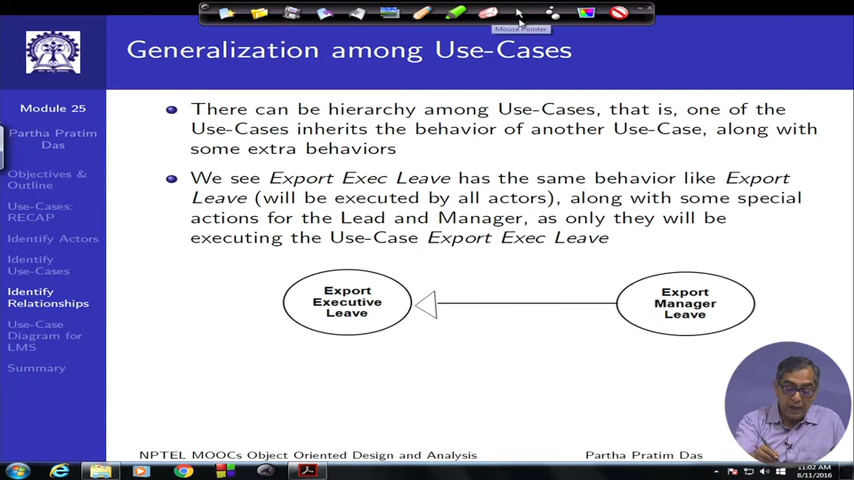 Mouse Pointer
Generalization among Use-Cases
Module 25
Partha Pratim
Das
Objectives &
Outline
Use-Cases:
RECAP
Identify Actors
Identify
Use-Cases
Identify
Relationships
Use-Case
Diagram for
LMS
Summary
There can be hierarchy among Use-Cases, that is, one of the
Use-Cases inherits the behavior of another Use-Case, along with
some extra behaviors
We see Export Exec Leave has the same behavior like Export
Leave (will be executed by all actors), along with some special
actions for the Lead and Manager, as only they will be
executing the Use-Case Export Exec Leave
Export
Executive
Leave
Export
Manager
Leave
NPTEL MOOCs Object Oriented Design and Analysis
Partha Pratim Das
11:02 AM
8/11/2016